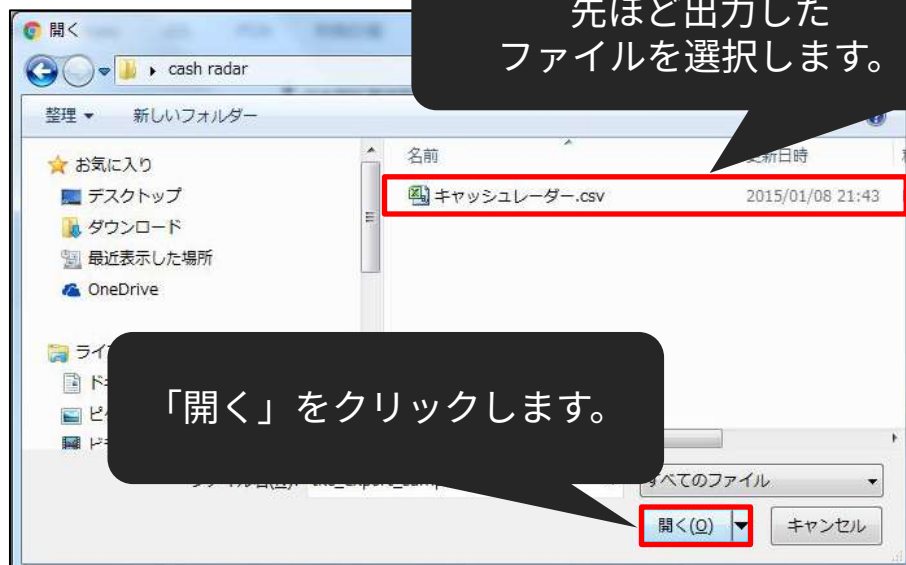 開く
先ほど出力した
ファイルを選択します。
cash radar
整理 新しいフォルダー
お気に入り
デスクトップ
ダウンロード
最近表示した場所
OneDrive
名前 更新日時
キャッシュレーダー.csv 2015/01/08 21:43
「開く」をクリックします。
すべてのファイル
開く(O) キャンセル